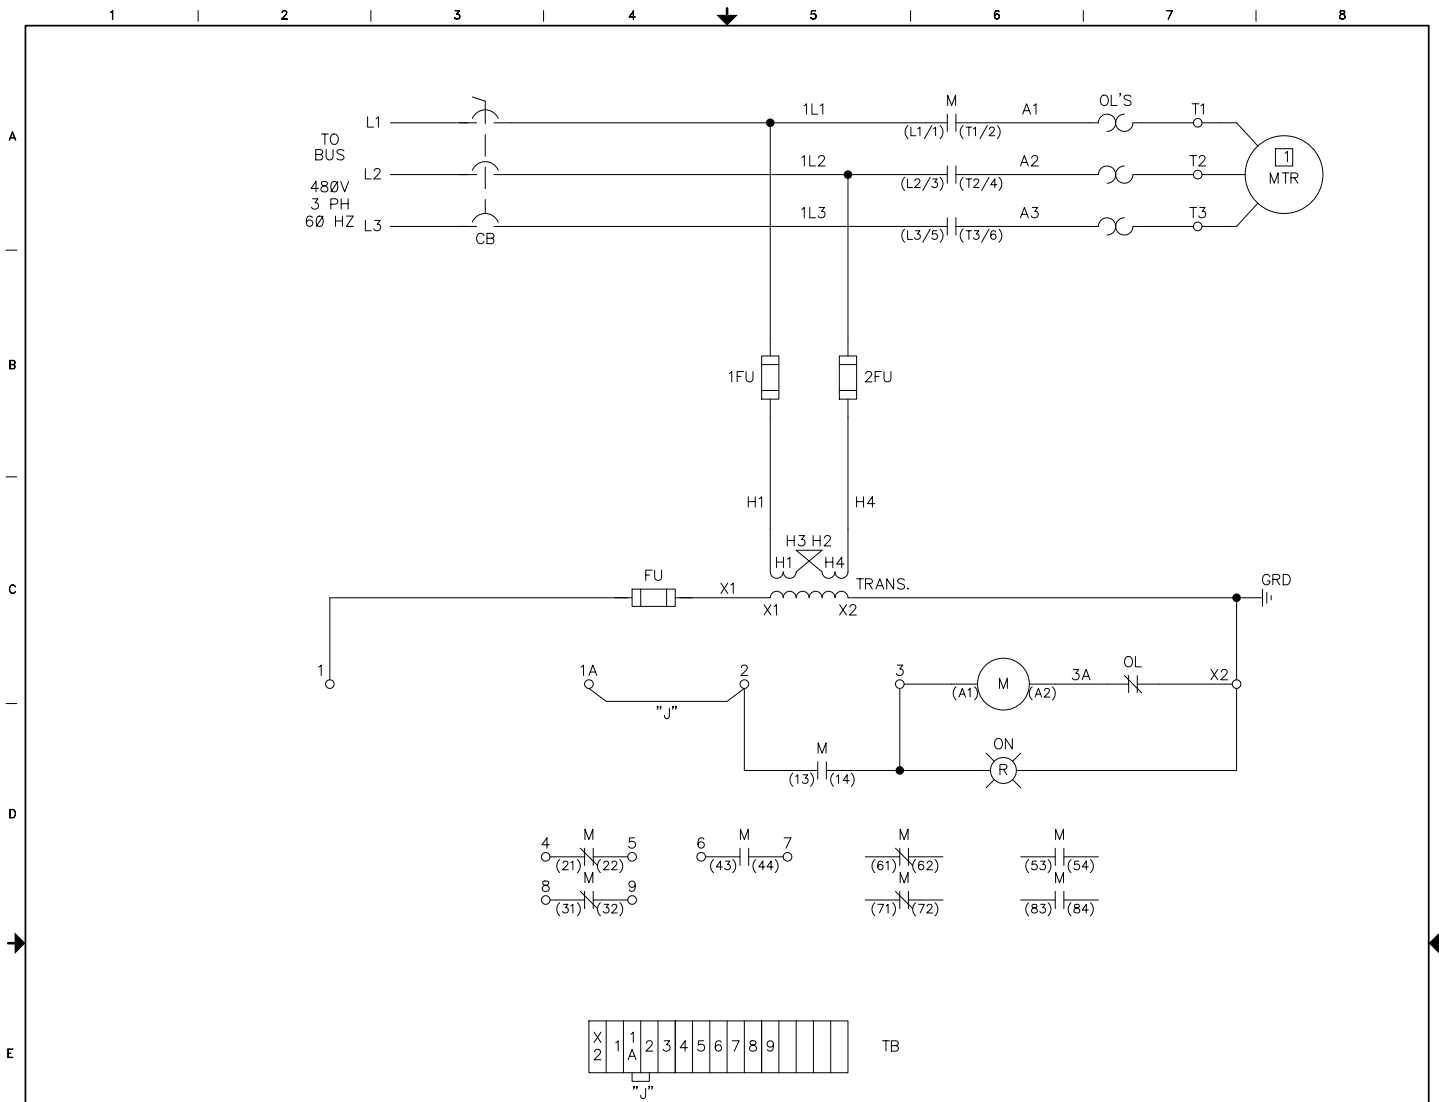 1 2 3 4 5 6 7 8
A
B
C
D
E
TO
BUS
480V
3 PH
60 HZ
L1
L2
L3
CB
1L1
1L2
1L3
M
(L1/1) (T1/2)
(L2/3) (T2/4)
(L3/5) (T3/6)
A1
A2
A3
OL'S
T1
T2
T3
1
MTR
1FU
2FU
H1
H4
H3 H2
H1 H4
TRANS.
FU
X1
X1 X2
GRD
1
1A
2
"J"
3
(A1) M (A2)
3A
OL
X2
M
(13) (14)
ON
R
4 M 5
(21) (22)
6 M 7
(43) (44)
M
(61) (62)
M
(53) (54)
8 M 9
(31) (32)
M
(71) (72)
M
(83) (84)
X2 1 1A 2 3 4 5 6 7 8 9
TB
"J"